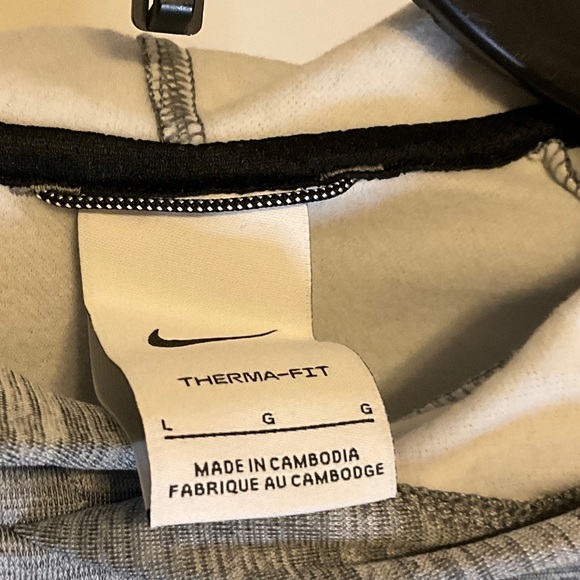 THERMA-FIT
L G G
MADE IN CAMBODIA
FABRIQUE AU CAMBODGE